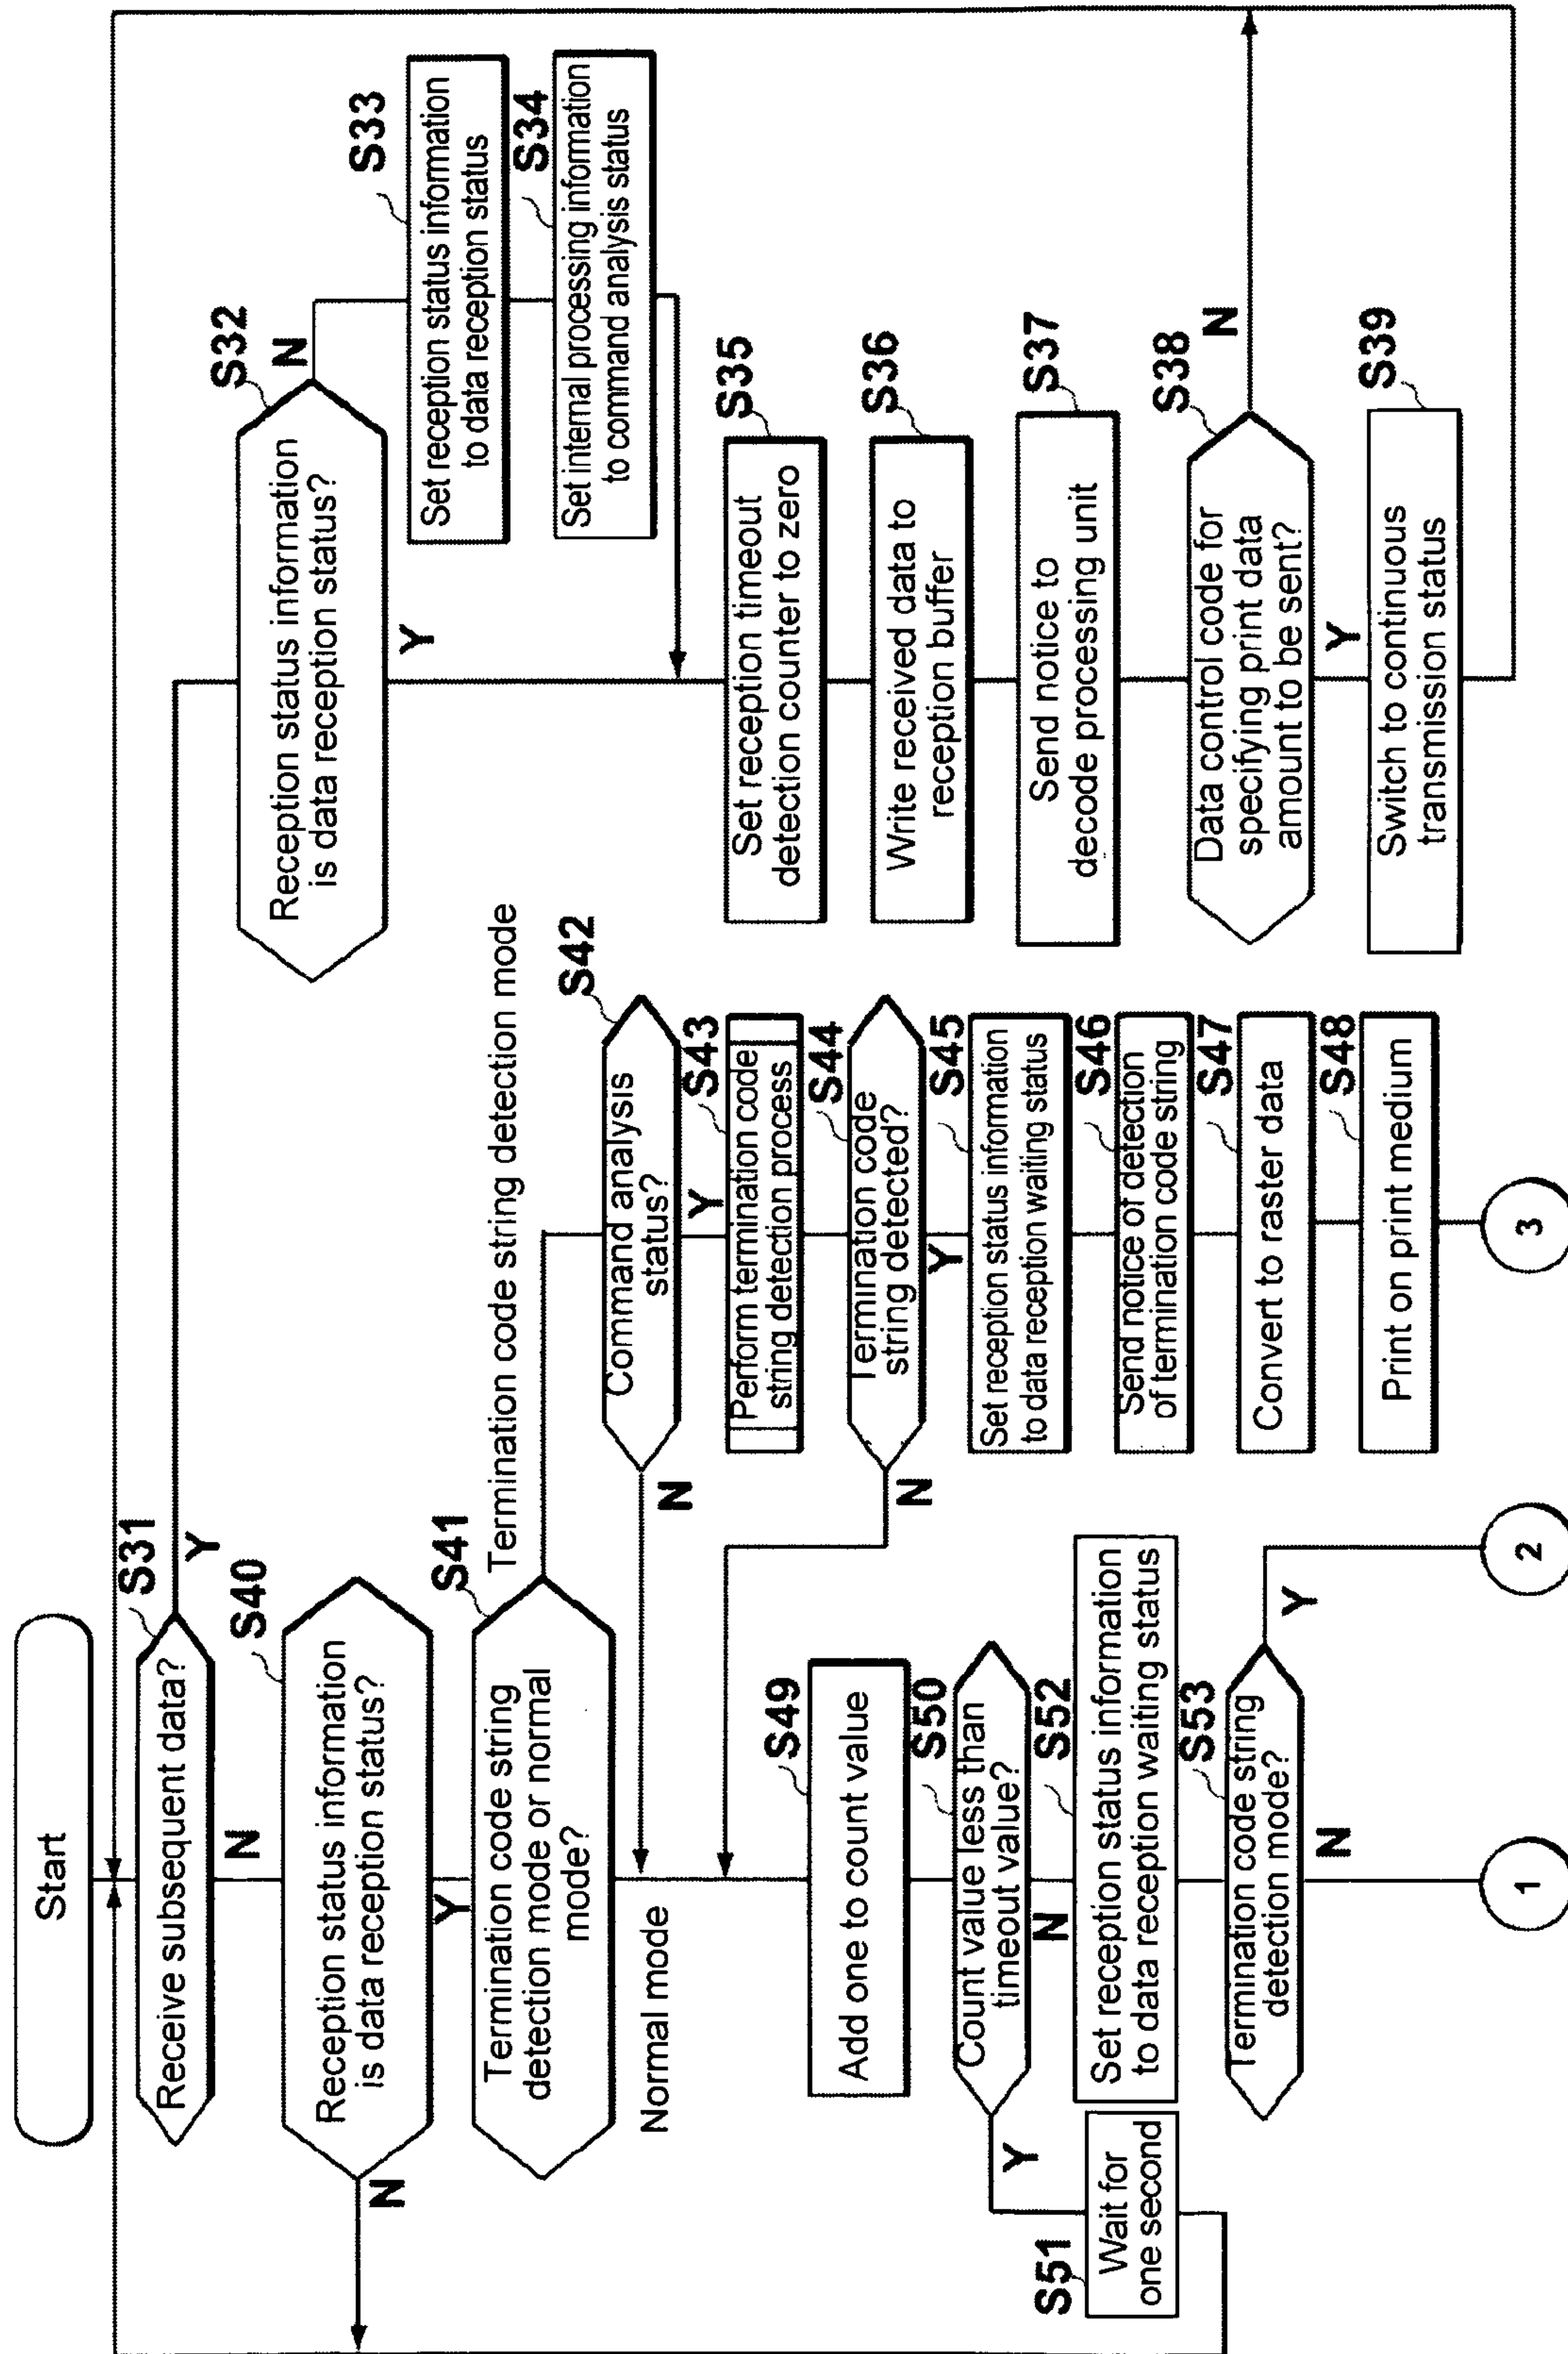 Start
S31
Receive subsequent data?
Y
N
S40
Reception status information
is data reception status?
N
Y
S41
Termination code string
detection mode or normal
mode?
Normal mode
Termination code string detection mode
S42
Command analysis
status?
N
Y
S43
Perform termination code
string detection process
S44
Termination code
string detected?
N
Y
S45
Set reception status information
to data reception waiting status
S46
Send notice of detection
of termination code string
S47
Convert to raster data
S48
Print on print medium
3
S49
Add one to count value
S50
Count value less than
timeout value?
Y
N
S51
Wait for
one second
S52
Set reception status information
to data reception waiting status
S53
Termination code string
detection mode?
Y
N
2
1
S32
Reception status information
is data reception status?
N
Y
S33
Set reception status information
to data reception status
S34
Set internal processing information
to command analysis status
S35
Set reception timeout
detection counter to zero
S36
Write received data to
reception buffer
S37
Send notice to
decode processing unit
S38
Data control code for
specifying print data
amount to be sent?
N
Y
S39
Switch to continuous
transmission status